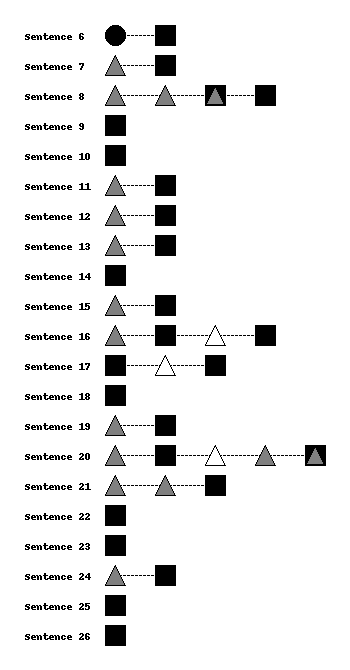 Sentence 6
Sentence 7
Sentence 8
Sentence 9
Sentence 10
Sentence 11
Sentence 12
Sentence 13
Sentence 14
Sentence 15
Sentence 16
Sentence 17
Sentence 18
Sentence 19
Sentence 20
Sentence 21
Sentence 22
Sentence 23
Sentence 24
Sentence 25
Sentence 26